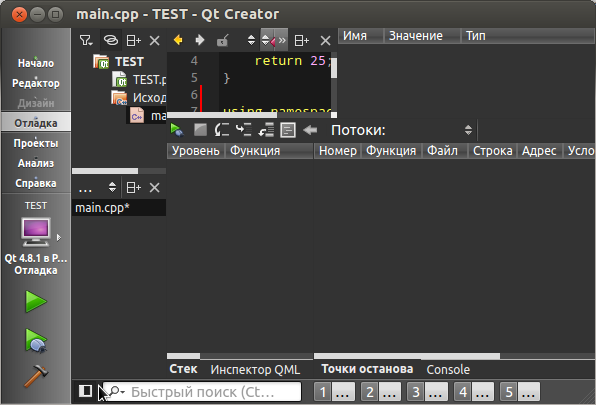 main.cpp - TEST - Qt Creator
Начало
Редактор
Дизайн
Отладка
Проекты
Анализ
Справка
TEST
Qt 4.8.1 в P...
Отладка
TEST
TEST.p
Исход
ma
...
main.cpp*
4 return 25;
5 }
6
7 using namespac
Имя Значение Тип
Потоки:
Уровень Функция
Номер Функция Файл Строка Адрес Усло
Стек Инспектор QML
Точки останова Console
Быстрый поиск (Ct...
1 ... 2 ... 3 ... 4 ... 5 ...